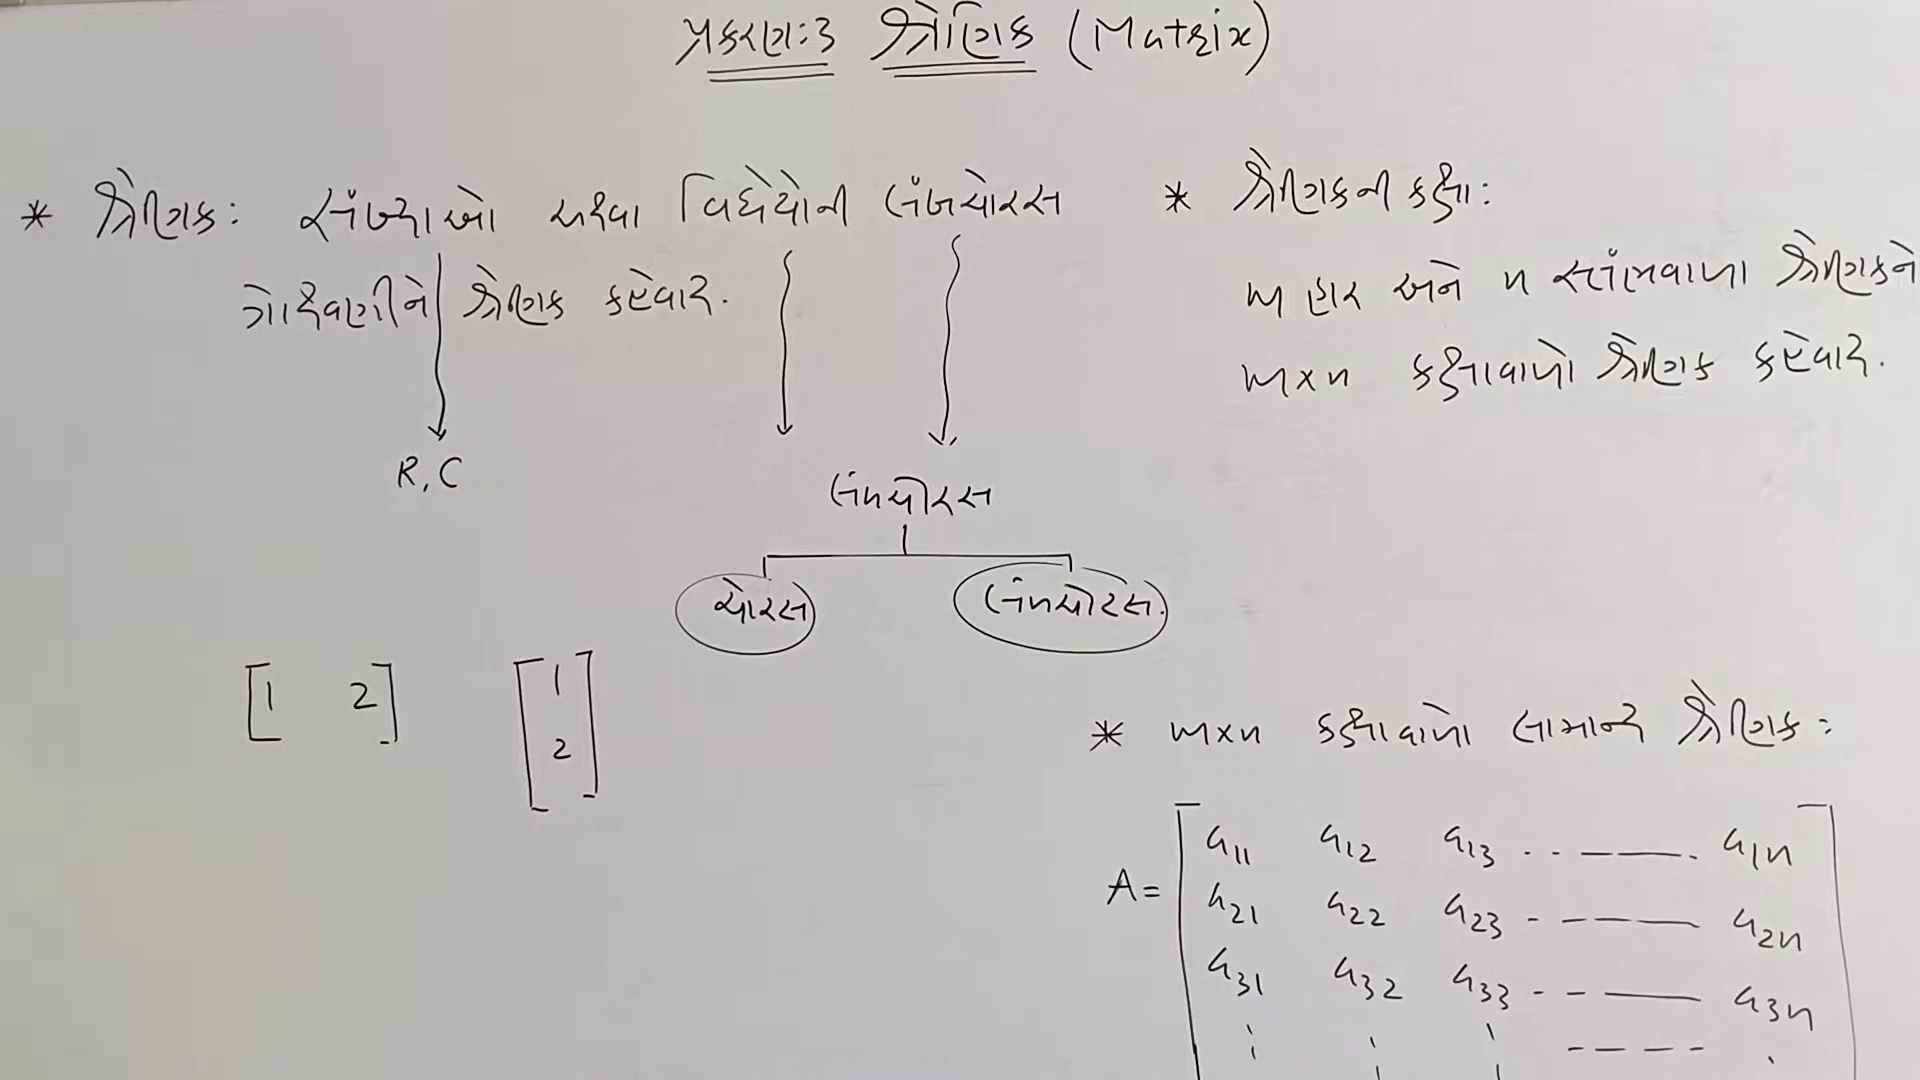 પ્રકરણ:૩ શ્રેણિક (Matrix)
* શ્રેણિક: સંખ્યાઓ અથવા વિધેયોની લંબચોરસ
ગોઠવણીને શ્રેણિક કહેવાય.
R, C
લંબચોરસ
ચોરસ
લંબચોરસ.
[1 2]
[1
2]
* શ્રેણિકની કક્ષા:
m હાર અને n સ્તંભવાળા શ્રેણિકને
m×n કક્ષાવાળો શ્રેણિક કહેવાય.
* m×n કક્ષાવાળો સામાન્ય શ્રેણિક:
A=
a₁₁ a₁₂ a₁₃ ------ a₁ₙ
a₂₁ a₂₂ a₂₃ ------ a₂ₙ
a₃₁ a₃₂ a₃₃ ------ a₃ₙ